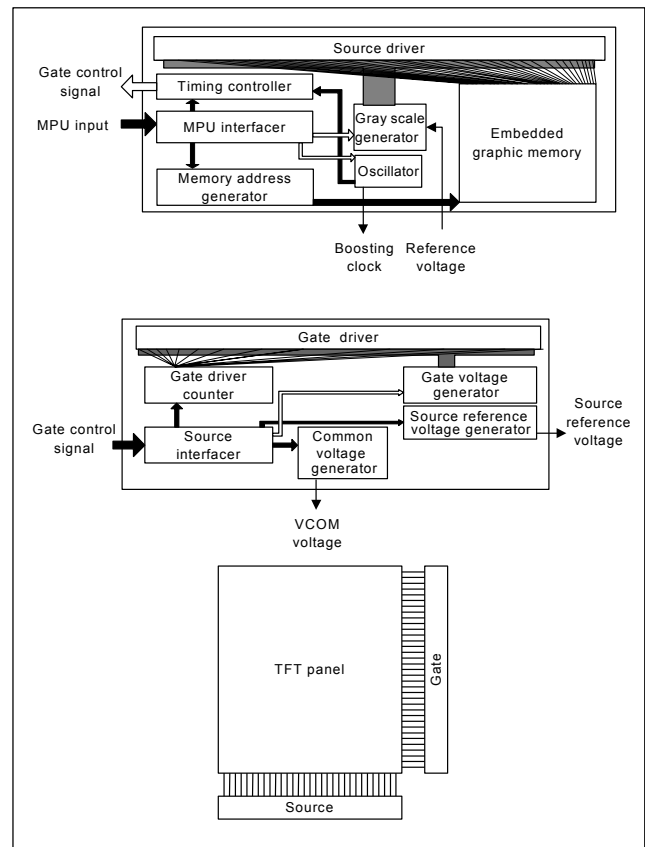 Source driver
Gate control
signal
Timing controller
MPU input
MPU interfacer
Gray scale
generator
Embedded
graphic memory
Oscillator
Memory address
generator
Boosting
clock
Reference
voltage
Gate driver
Gate driver
counter
Gate voltage
generator
Source reference
voltage generator
Source
reference
voltage
Gate control
signal
Source
interfacer
Common
voltage
generator
VCOM
voltage
TFT panel
Gate
Source